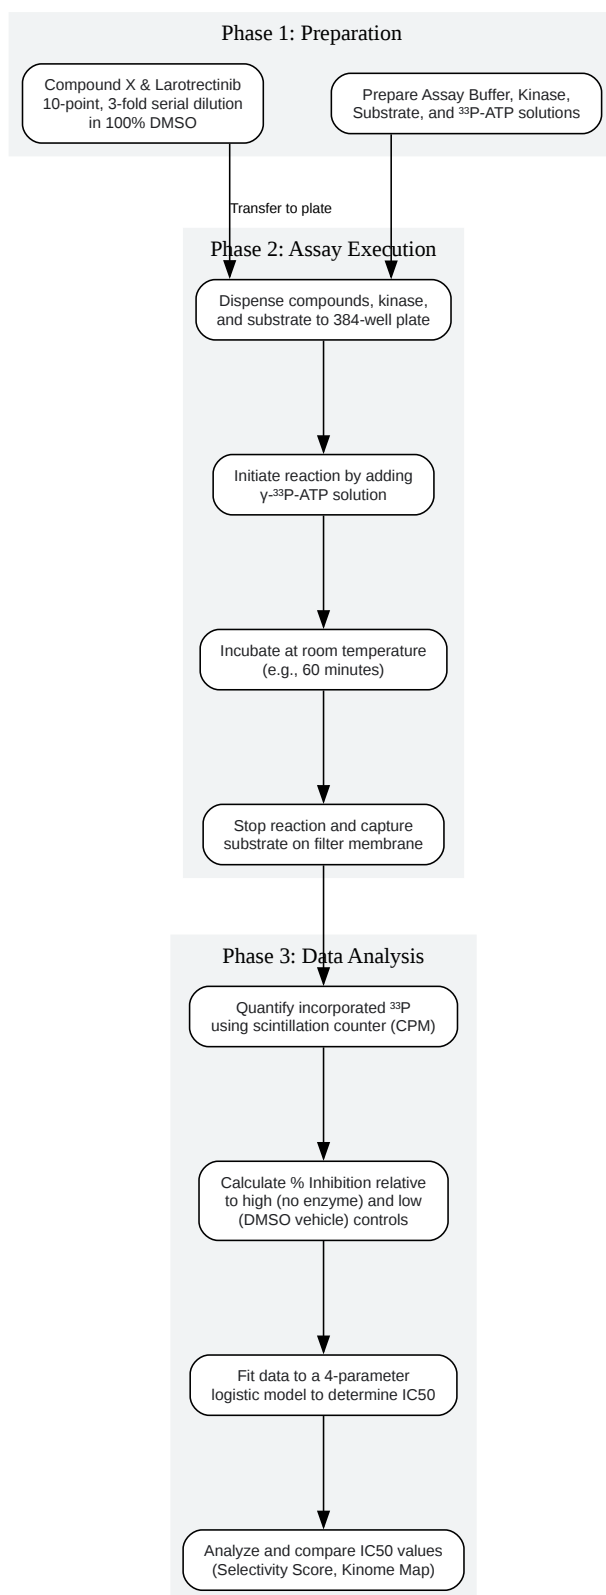 Phase 1: Preparation
Compound X & Larotrectinib
10-point, 3-fold serial dilution
in 100% DMSO
Prepare Assay Buffer, Kinase,
Substrate, and ³³P-ATP solutions
Transfer to plate
Phase 2: Assay Execution
Dispense compounds, kinase,
and substrate to 384-well plate
Initiate reaction by adding
γ-³³P-ATP solution
Incubate at room temperature
(e.g., 60 minutes)
Stop reaction and capture
substrate on filter membrane
Phase 3: Data Analysis
Quantify incorporated ³³P
using scintillation counter (CPM)
Calculate % Inhibition relative
to high (no enzyme) and low
(DMSO vehicle) controls
Fit data to a 4-parameter
logistic model to determine IC50
Analyze and compare IC50 values
(Selectivity Score, Kinome Map)